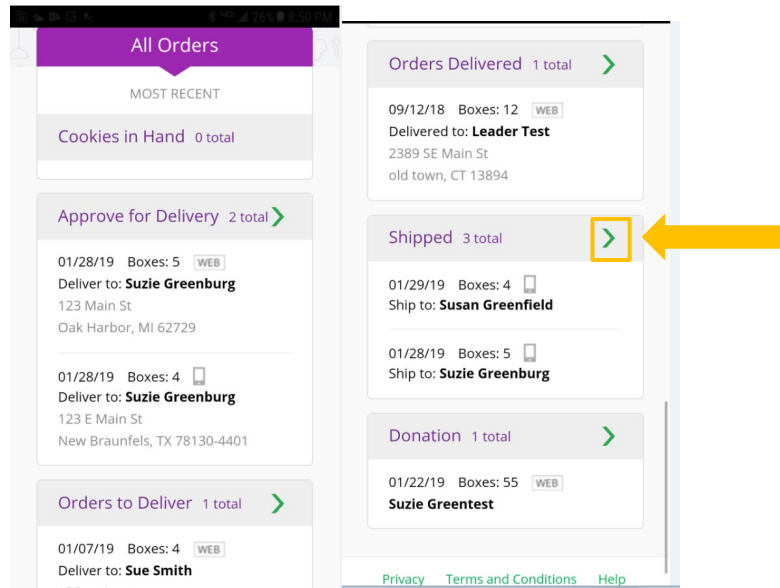 26% 8:50 PM
All Orders
MOST RECENT
Cookies in Hand 0 total
Approve for Delivery 2 total
01/28/19 Boxes: 5 WEB
Deliver to: Suzie Greenburg
123 Main St
Oak Harbor, MI 62729
01/28/19 Boxes: 4
Deliver to: Suzie Greenburg
123 E Main St
New Braunfels, TX 78130-4401
Orders to Deliver 1 total
01/07/19 Boxes: 4 WEB
Deliver to: Sue Smith
Orders Delivered 1 total
09/12/18 Boxes: 12 WEB
Delivered to: Leader Test
2389 SE Main St
old town, CT 13894
Shipped 3 total
01/29/19 Boxes: 4
Ship to: Susan Greenfield
01/28/19 Boxes: 5
Ship to: Suzie Greenburg
Donation 1 total
01/22/19 Boxes: 55 WEB
Suzie Greentest
Privacy Terms and Conditions Help